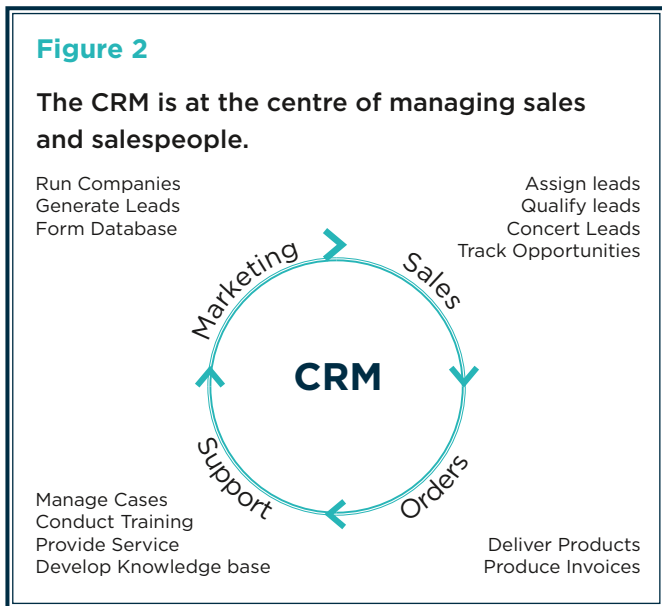 Figure 2
The CRM is at the centre of managing sales
and salespeople.
Run Companies
Generate Leads
Form Database
Assign leads
Qualify leads
Concert Leads
Track Opportunities
Marketing
Sales
CRM
Support
Orders
Manage Cases
Conduct Training
Provide Service
Develop Knowledge base
Deliver Products
Produce Invoices